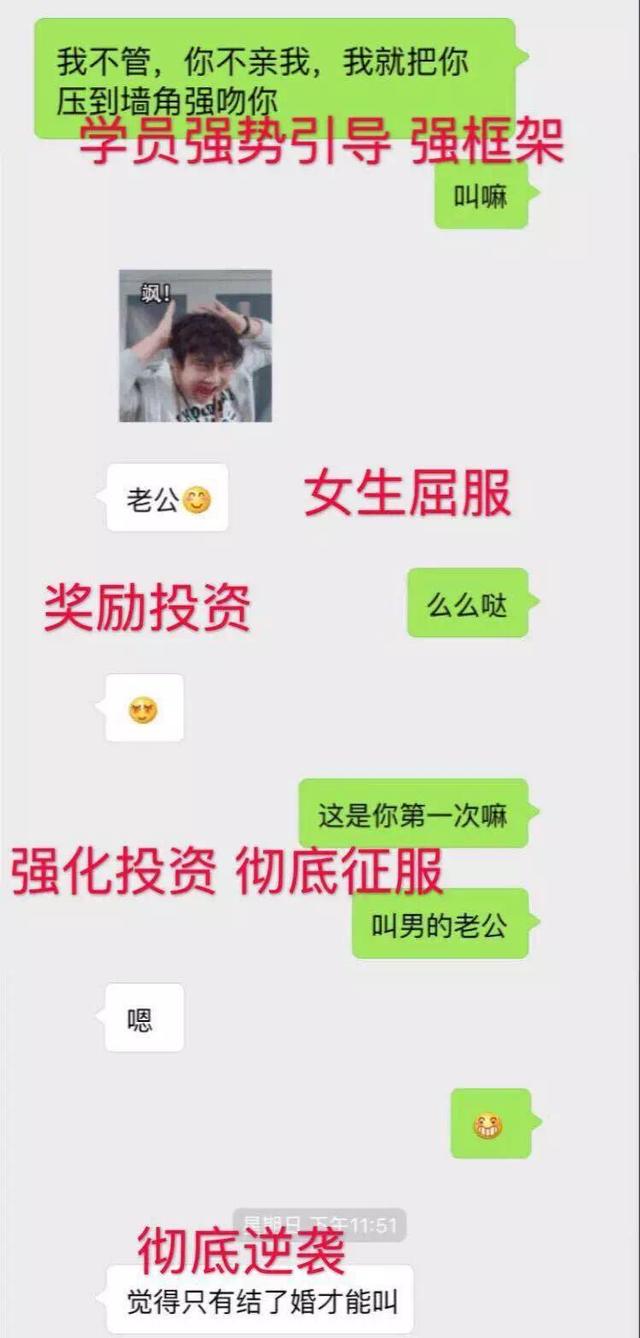 我不管，你不亲我，我就把你
压到墙角强吻你
学员强势引导 强框架
叫嘛
飒！
老公
女生屈服
奖励投资
么么哒
这是你第一次嘛
强化投资 彻底征服
叫男的老公
嗯
星期日 下午11:51
彻底逆袭
觉得只有结了婚才能叫